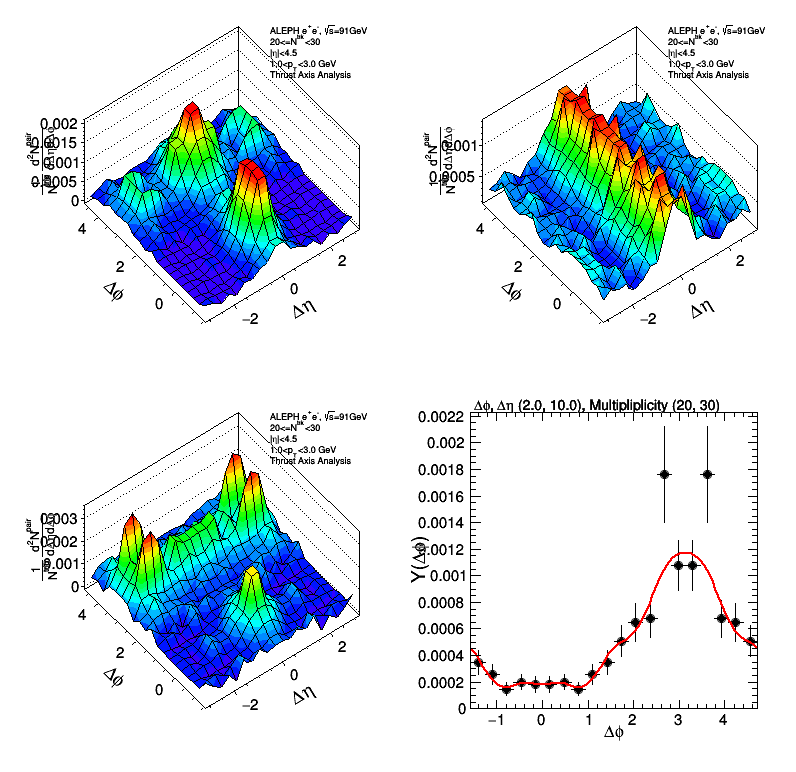 ALEPH e+e-, √s=91GeV
20<=Ntrk<30
|η|<4.5
1.0<pT<3.0 GeV
Thrust Axis Analysis
0.002
0.0015
0.001
0.0005
0
4
2
0
Δφ
−2
0
2
Δη
ALEPH e+e-, √s=91GeV
20<=Ntrk<30
|η|<4.5
1.0<pT<3.0 GeV
Thrust Axis Analysis
0.001
0.0005
4
2
0
Δφ
−2
0
2
Δη
ALEPH e+e-, √s=91GeV
20<=Ntrk<30
|η|<4.5
1.0<pT<3.0 GeV
Thrust Axis Analysis
0.003
0.002
0.001
0
4
2
0
Δφ
−2
0
2
Δη
Δφ, Δη (2.0, 10.0), Multipliplicity (20, 30)
0.0022
0.002
0.0018
0.0016
0.0014
0.0012
0.001
0.0008
0.0006
0.0004
0.0002
0
Y(Δφ)
−1 0 1 2 3 4
Δφ